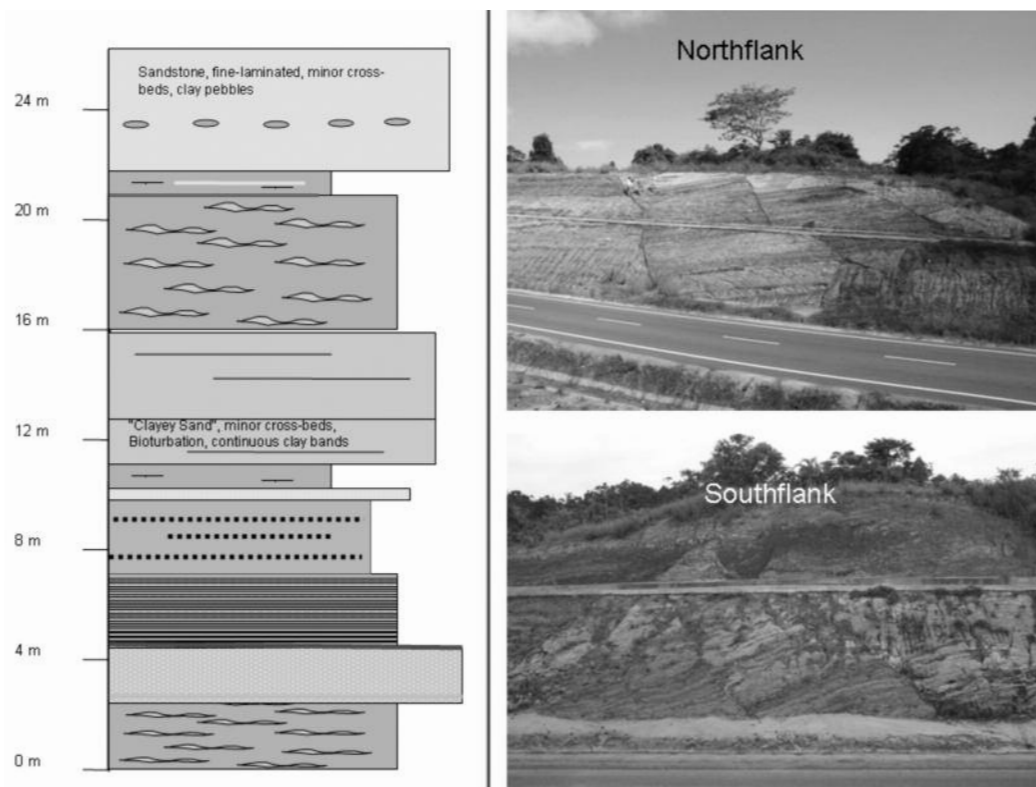 Sandstone, fine-laminated, minor cross-
beds, clay pebbles
24 m
20 m
16 m
"Clayey Sand", minor cross-beds,
Bioturbation, continuous clay bands
12 m
8 m
4 m
0 m
Northflank
Southflank